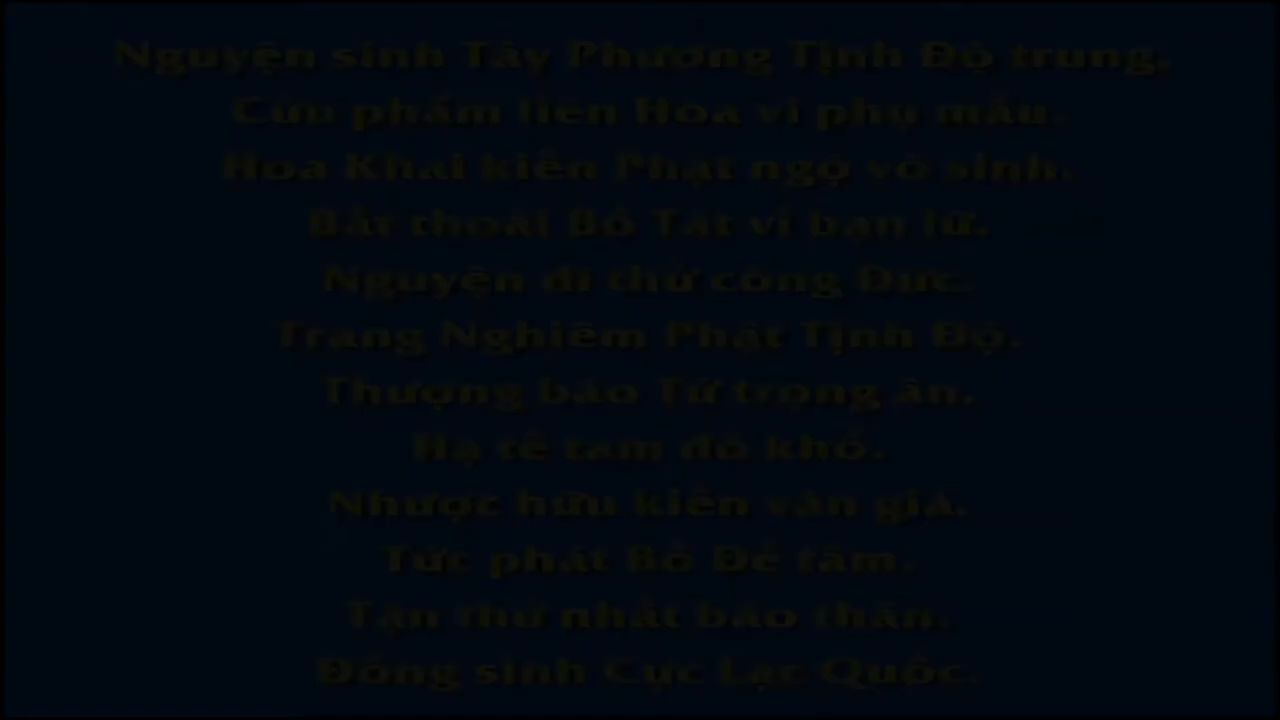 Nguyện sinh Tây Phương Tịnh Độ trung.
Cửu phẩm liên Hoa vi phụ mẫu.
Hoa Khai kiến Phật ngộ vô sinh.
Bất thoai Bồ Tát vi bạn lữ.
Nguyện dĩ thử công Đức.
Trang Nghiêm Phật Tịnh Độ.
Thượng báo Tứ trọng ân.
Hạ tế tam đồ khổ.
Nhược hữu kiến văn giả.
Tức phát Bồ Đề tâm.
Tận thử nhất báo thân.
Đồng sinh Cực Lạc Quốc.